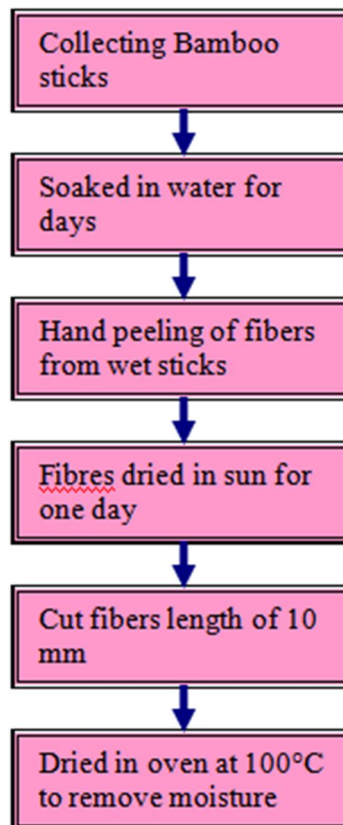 Collecting Bamboo
sticks
Soaked in water for
days
Hand peeling of fibers
from wet sticks
Fibres dried in sun for
one day
Cut fibers length of 10
mm
Dried in oven at 100°C
to remove moisture